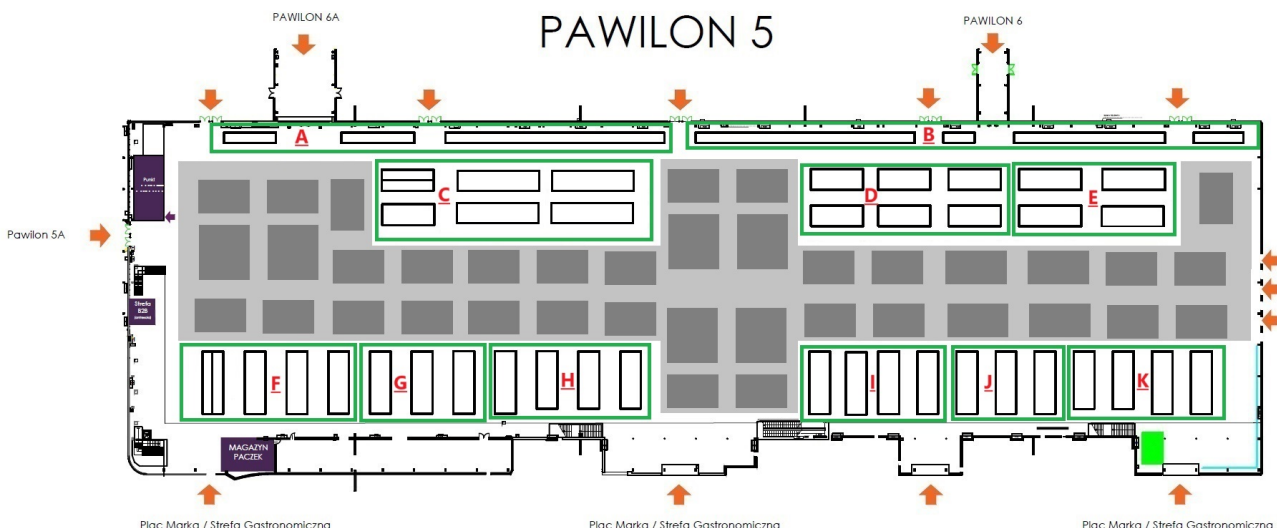 PAWILON 6A
PAWILON 5
PAWILON 6
A
B
Punkt
C
D
E
Pawilon 5A
Strefa
B2B
F
G
H
I
J
K
MAGAZYN
PACZEK
Plac Marka / Strefa Gastronomiczna
Plac Marka / Strefa Gastronomiczna
Plac Marka / Strefa Gastronomiczna